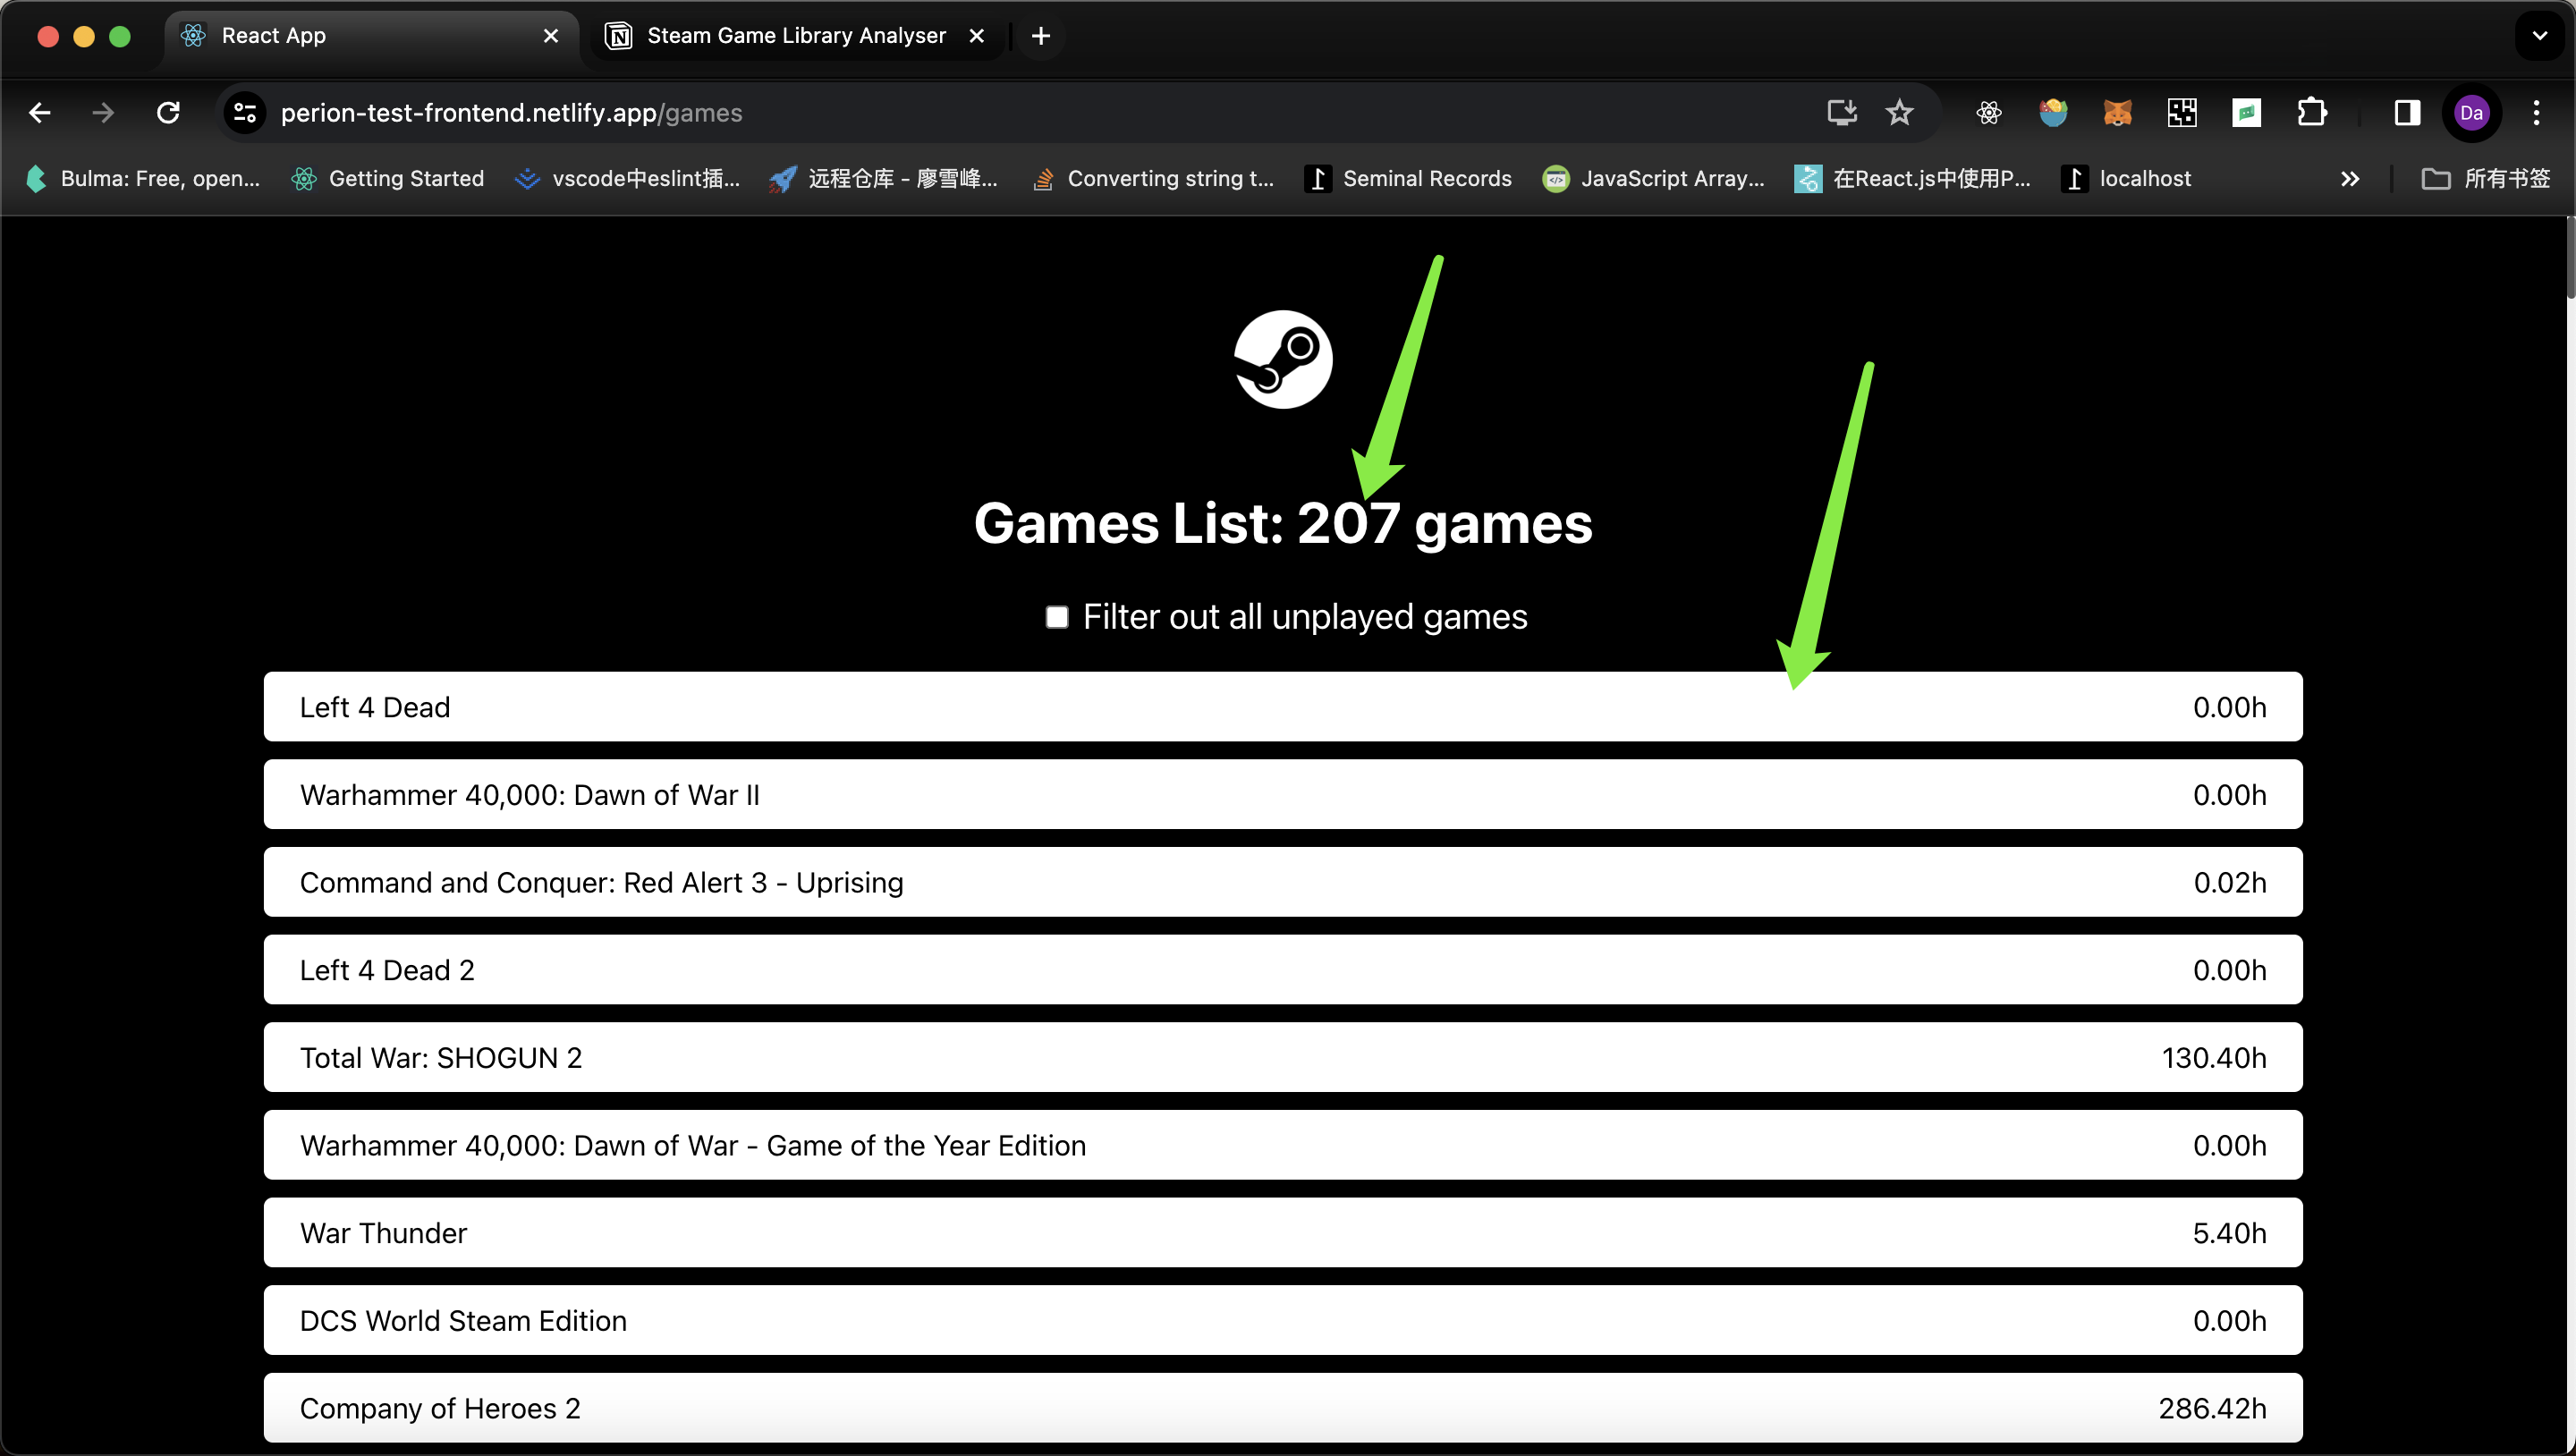 React App
Steam Game Library Analyser
perion-test-frontend.netlify.app/games
Da
Bulma: Free, open...
Getting Started
vscode中eslint插...
远程仓库 - 廖雪峰...
Converting string t...
Seminal Records
JavaScript Array...
在React.js中使用P...
localhost
所有书签
Games List: 207 games
Filter out all unplayed games
Left 4 Dead 0.00h
Warhammer 40,000: Dawn of War II 0.00h
Command and Conquer: Red Alert 3 - Uprising 0.02h
Left 4 Dead 2 0.00h
Total War: SHOGUN 2 130.40h
Warhammer 40,000: Dawn of War - Game of the Year Edition 0.00h
War Thunder 5.40h
DCS World Steam Edition 0.00h
Company of Heroes 2 286.42h